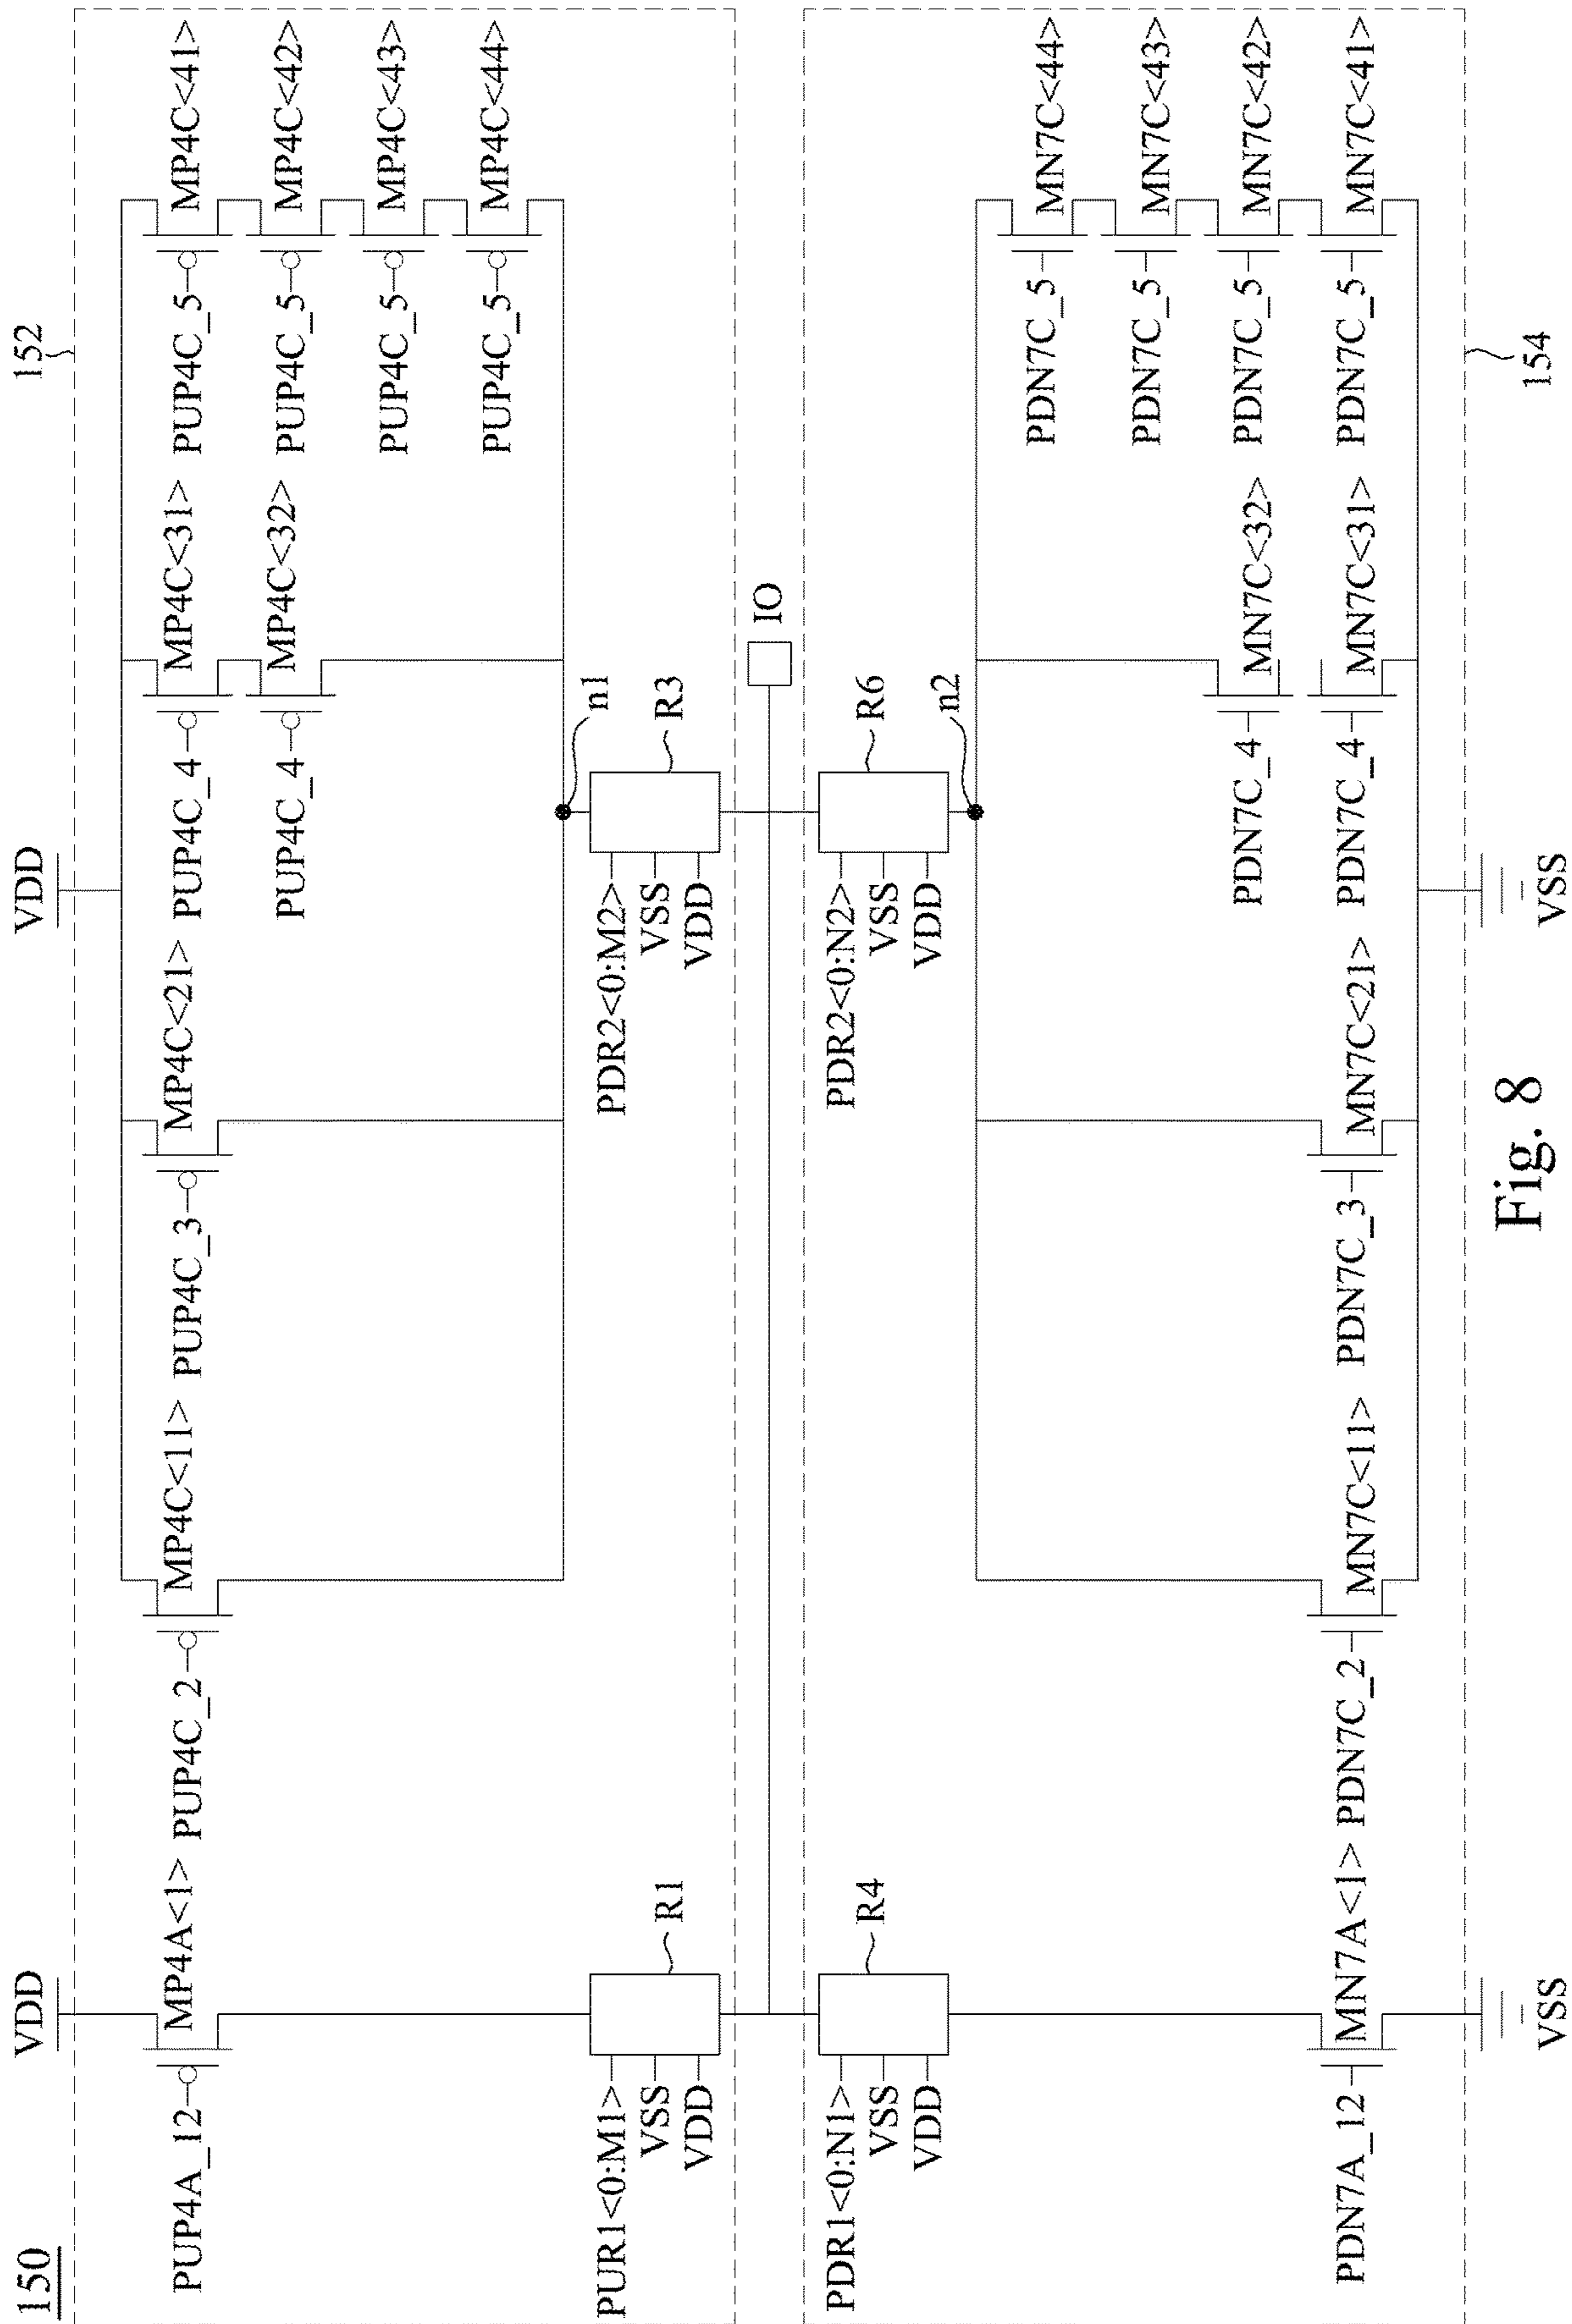 150
152
VDD
VDD
PUP4A_12
MP4A<1>
PUP4C_2
MP4C<11>
PUP4C_3
MP4C<21>
PUP4C_4
MP4C<31>
PUP4C_5
MP4C<41>
PUP4C_4
MP4C<32>
PUP4C_5
MP4C<42>
PUP4C_5
MP4C<43>
PUP4C_5
MP4C<44>
n1
PUR1<0:M1>
VSS
VDD
R1
PDR2<0:M2>
VSS
VDD
R3
IO
PDR1<0:N1>
VSS
VDD
R4
PDR2<0:N2>
VSS
VDD
R6
n2
PDN7C_5
MN7C<44>
PDN7C_5
MN7C<43>
PDN7C_4
MN7C<32>
PDN7C_5
MN7C<42>
PDN7A_12
MN7A<1>
PDN7C_2
MN7C<11>
PDN7C_3
MN7C<21>
PDN7C_4
MN7C<31>
PDN7C_5
MN7C<41>
VSS
VSS
154
Fig. 8